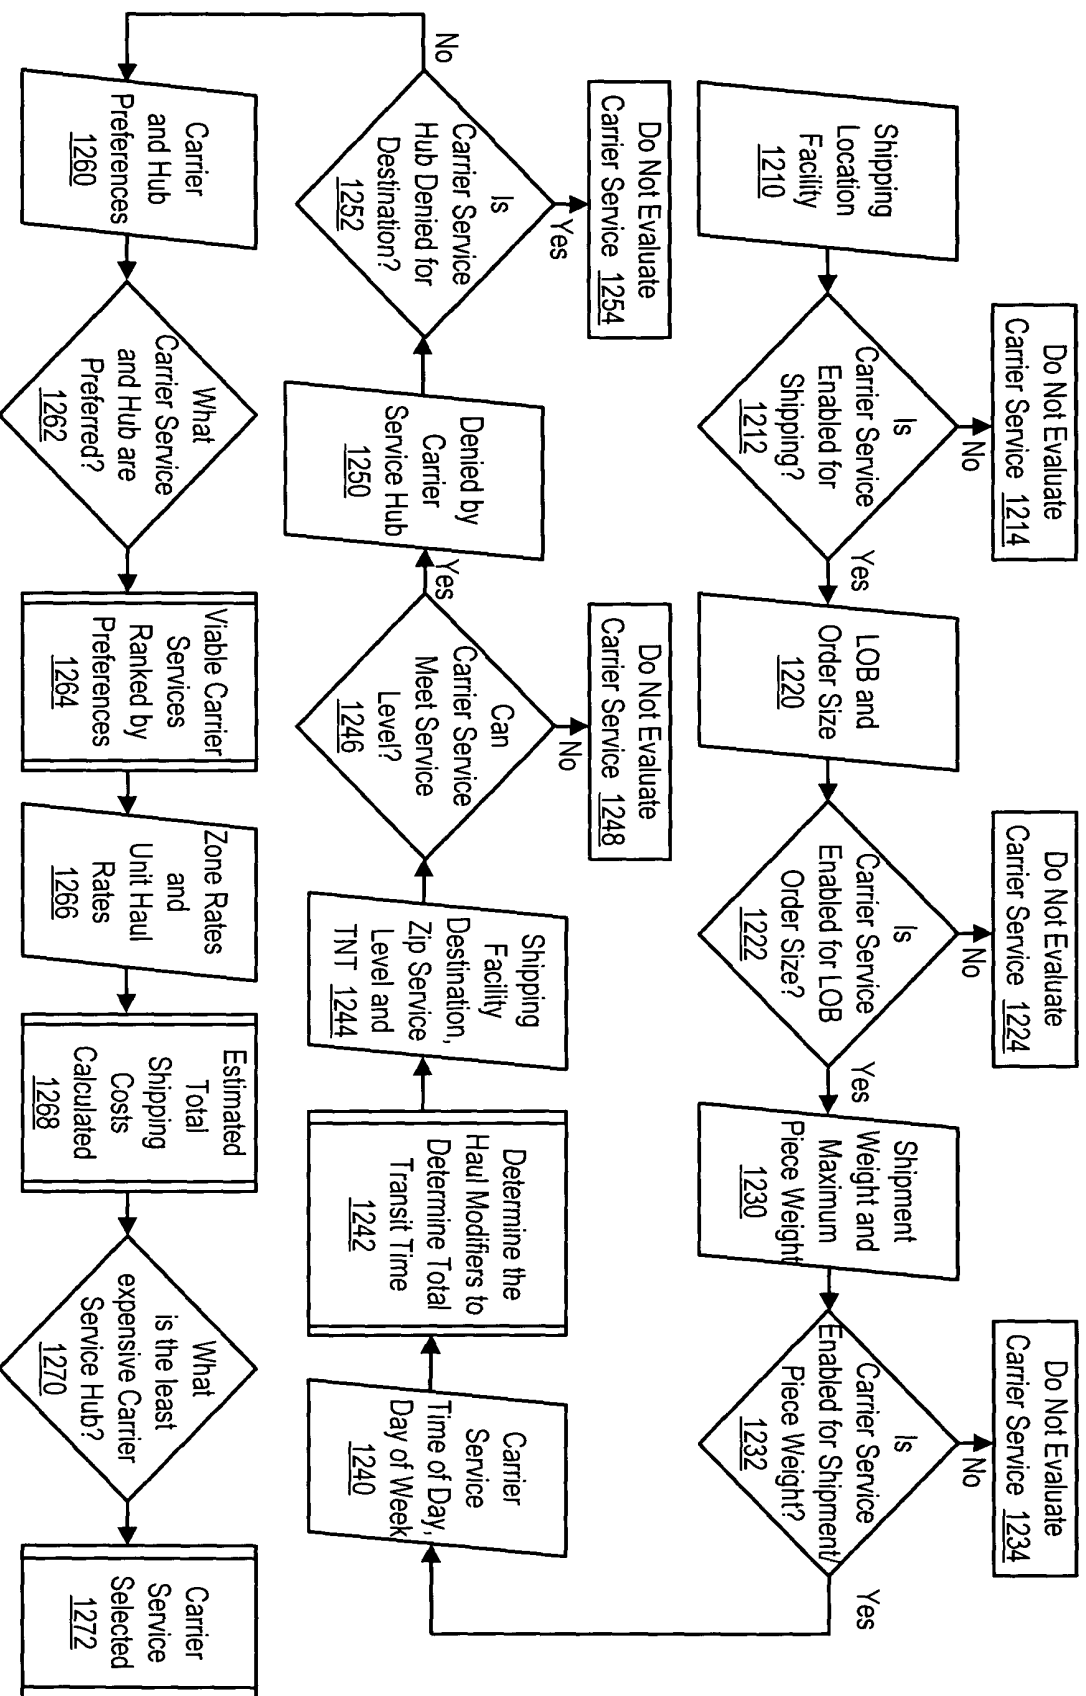 Shipping
Location
Facility
1210
Is
Carrier Service
Enabled for
Shipping?
1212
No
Do Not Evaluate
Carrier Service 1214
Yes
LOB and
Order Size
1220
Is
Carrier Service
Enabled for LOB
Order Size?
1222
No
Do Not Evaluate
Carrier Service 1224
Yes
Shipment
Weight and
Maximum
Piece Weight
1230
Is
Carrier Service
Enabled for Shipment/
Piece Weight?
1232
No
Do Not Evaluate
Carrier Service 1234
Yes
Carrier
Service
Time of Day,
Day of Week
1240
Determine the
Haul Modifiers to
Determine Total
Transit Time
1242
Shipping
Facility
Destination,
Zip Service
Level and
TNT 1244
Can
Carrier Service
Meet Service
Level?
1246
No
Do Not Evaluate
Carrier Service 1248
Yes
Denied by
Carrier
Service Hub
1250
Is
Carrier Service
Hub Denied for
Destination?
1252
Yes
Do Not Evaluate
Carrier Service 1254
No
Carrier
and Hub
Preferences
1260
What
Carrier Service
and Hub are
Preferred?
1262
Viable Carrier
Services
Ranked by
Preferences
1264
Zone Rates
and
Unit Haul
Rates
1266
Estimated
Total
Shipping
Costs
Calculated
1268
What
is the least
expensive Carrier
Service Hub?
1270
Carrier
Service
Selected
1272